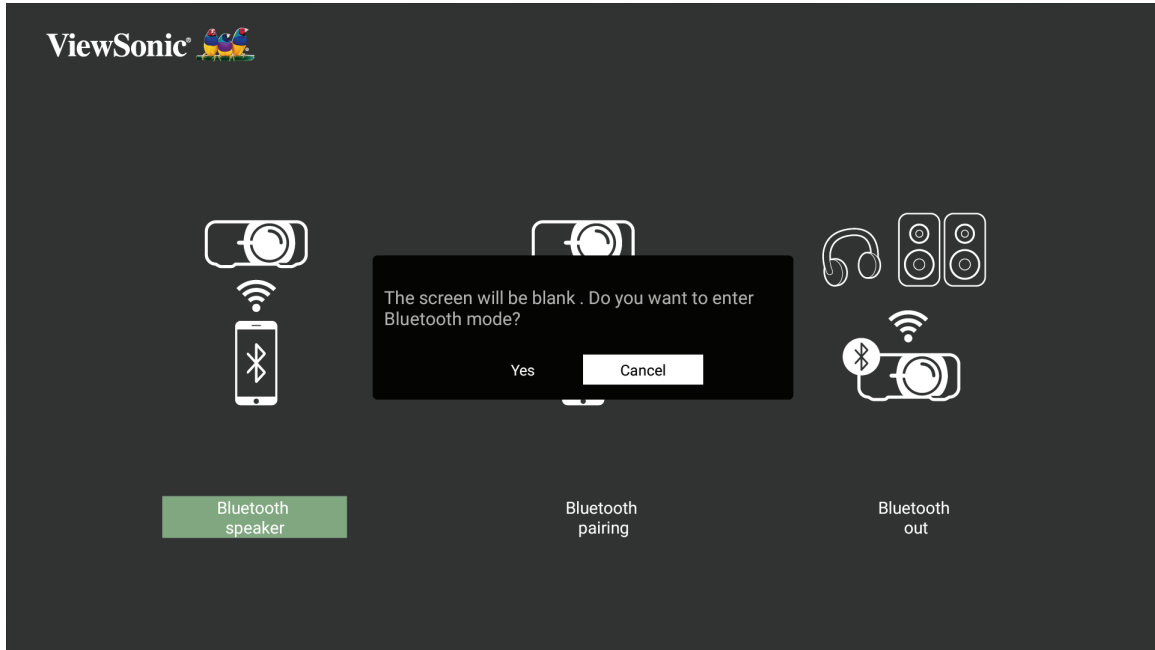 ViewSonic®
The screen will be blank . Do you want to enter
Bluetooth mode?
Yes
Cancel
Bluetooth
speaker
Bluetooth
pairing
Bluetooth
out